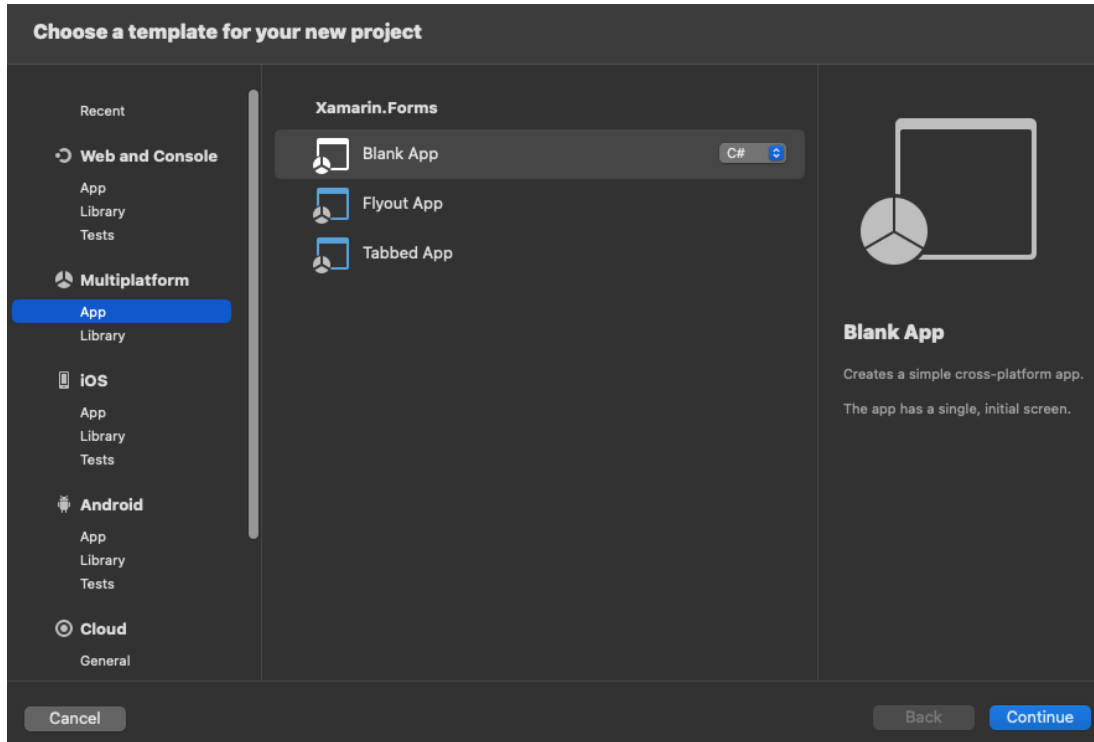 Choose a template for your new project
Recent
Web and Console
App
Library
Tests
Multiplatform
App
Library
iOS
App
Library
Tests
Android
App
Library
Tests
Cloud
General
Xamarin.Forms
Blank App
C#
Flyout App
Tabbed App
Blank App
Creates a simple cross-platform app.
The app has a single, initial screen.
Cancel
Back
Continue